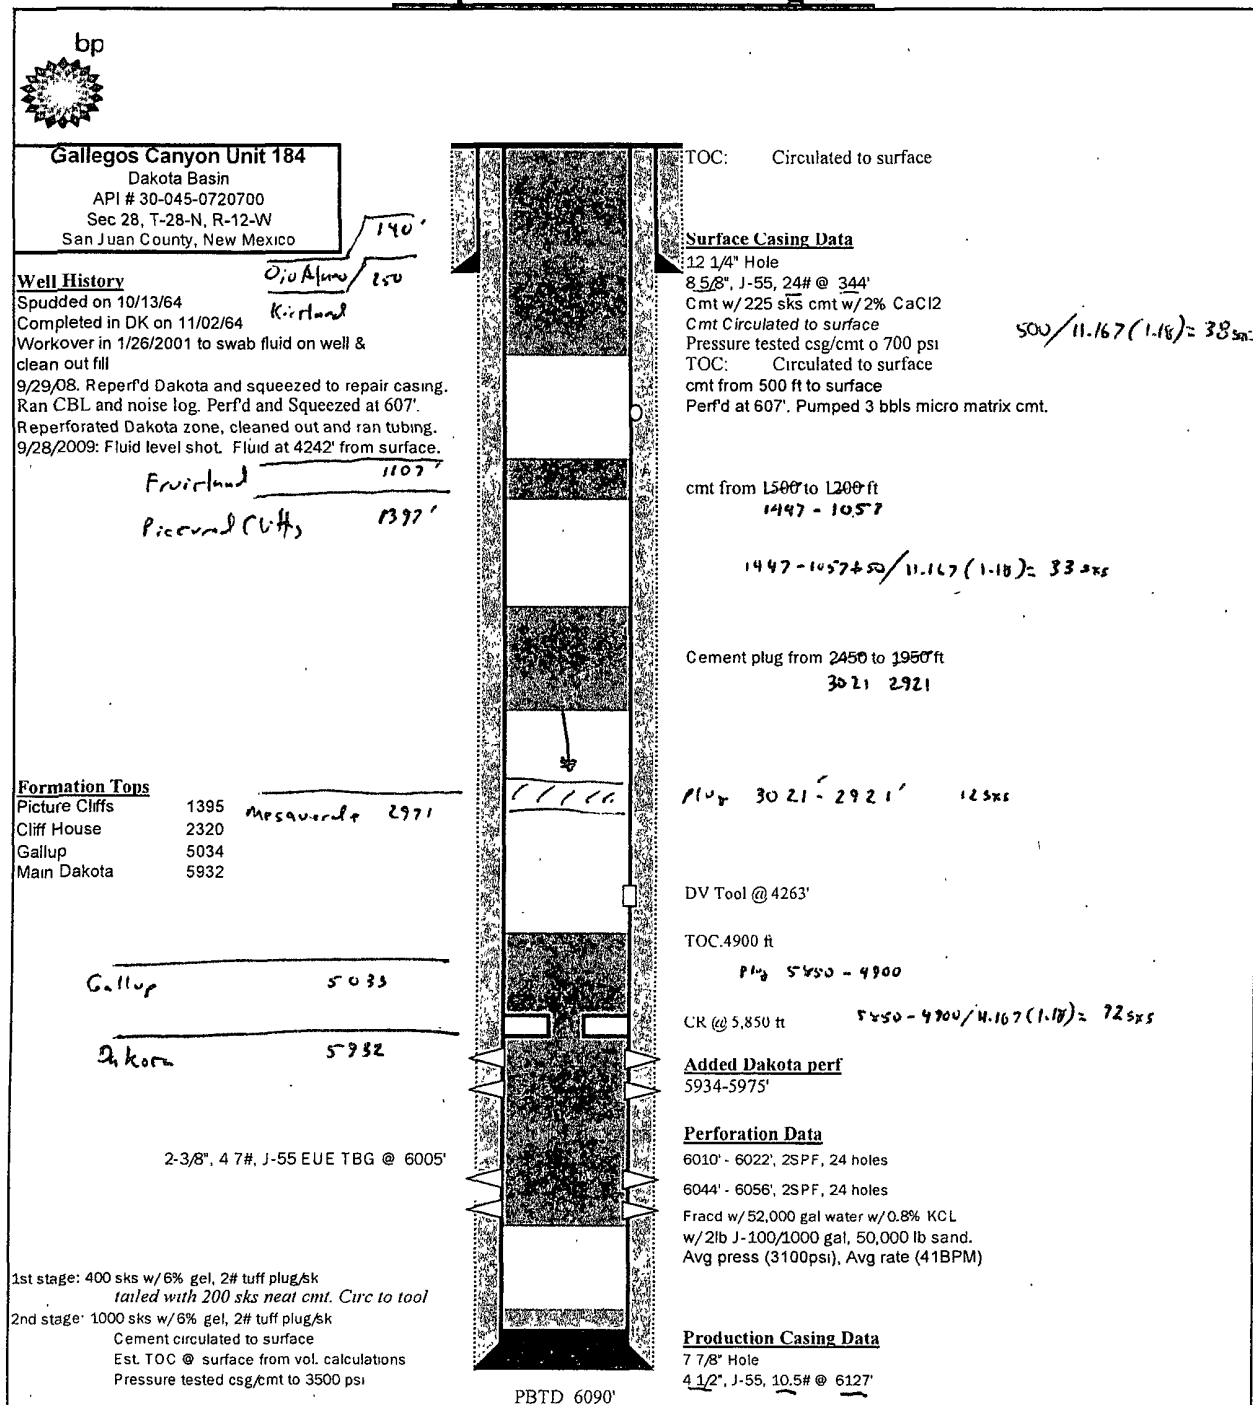 bp
Gallegos Canyon Unit 184
Dakota Basin
API # 30-045-0720700
Sec 28, T-28-N, R-12-W
San Juan County, New Mexico
140'
250
Kirtland
Well History
Spudded on 10/13/64
Completed in DK on 11/02/64
Workover in 1/26/2001 to swab fluid on well &
clean out fill
9/29/08. Reperf'd Dakota and squeezed to repair casing.
Ran CBL and noise log. Perf'd and Squeezed at 607'.
Reperforated Dakota zone, cleaned out and ran tubing.
9/28/2009: Fluid level shot. Fluid at 4242' from surface.
Fruitland 1107'
Pictured Cliffs 1397'
Formation Tops
Picture Cliffs 1395
Cliff House 2320
Gallup 5034
Main Dakota 5932
Mesaverde 2971
Gallup 5033
Dakota 5932
2-3/8", 4 7#, J-55 EUE TBG @ 6005'
1st stage: 400 sks w/6% gel, 2# tuff plug/sk
tailed with 200 sks neat cmt. Circ to tool
2nd stage: 1000 sks w/6% gel, 2# tuff plug/sk
Cement circulated to surface
Est. TOC @ surface from vol. calculations
Pressure tested csg/cmt to 3500 psi
PBTD 6090'
TOC: Circulated to surface
Surface Casing Data
12 1/4" Hole
8 5/8", J-55, 24# @ 344'
Cmt w/225 sks cmt w/2% CaCl2
Cmt Circulated to surface
Pressure tested csg/cmt o 700 psi
TOC: Circulated to surface
cmt from 500 ft to surface
Perf'd at 607'. Pumped 3 bbls micro matrix cmt.
500/11.167(1.18)= 38 sxs
cmt from 1500 to 1200 ft
1447 - 1057
1447-1057+50/11.167(1.18)= 33 sxs
Cement plug from 2450 to 1950 ft
3021 2921
Plug 3021'- 2921' 12 sxs
DV Tool @ 4263'
TOC.4900 ft
Plug 5850 - 4900
CR @ 5,850 ft
5850-4900/11.167(1.18)= 72 sxs
Added Dakota perf
5934-5975'
Perforation Data
6010' - 6022', 2SPF, 24 holes
6044' - 6056', 2SPF, 24 holes
Fracd w/52,000 gal water w/0.8% KCL
w/2lb J-100/1000 gal, 50,000 lb sand.
Avg press (3100psi), Avg rate (41BPM)
Production Casing Data
7 7/8" Hole
4 1/2", J-55, 10.5# @ 6127'